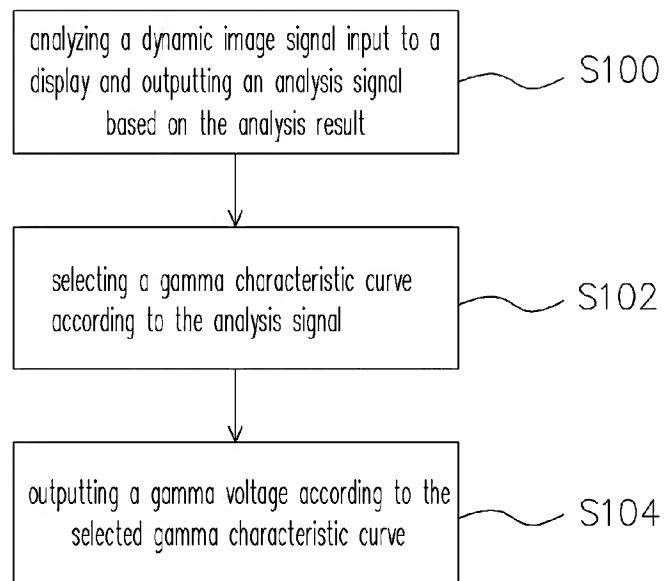 analyzing a dynamic image signal input to a
display and outputting an analysis signal
based on the analysis result
S100
selecting a gamma characteristic curve
according to the analysis signal
S102
outputting a gamma voltage according to the
selected gamma characteristic curve
S104